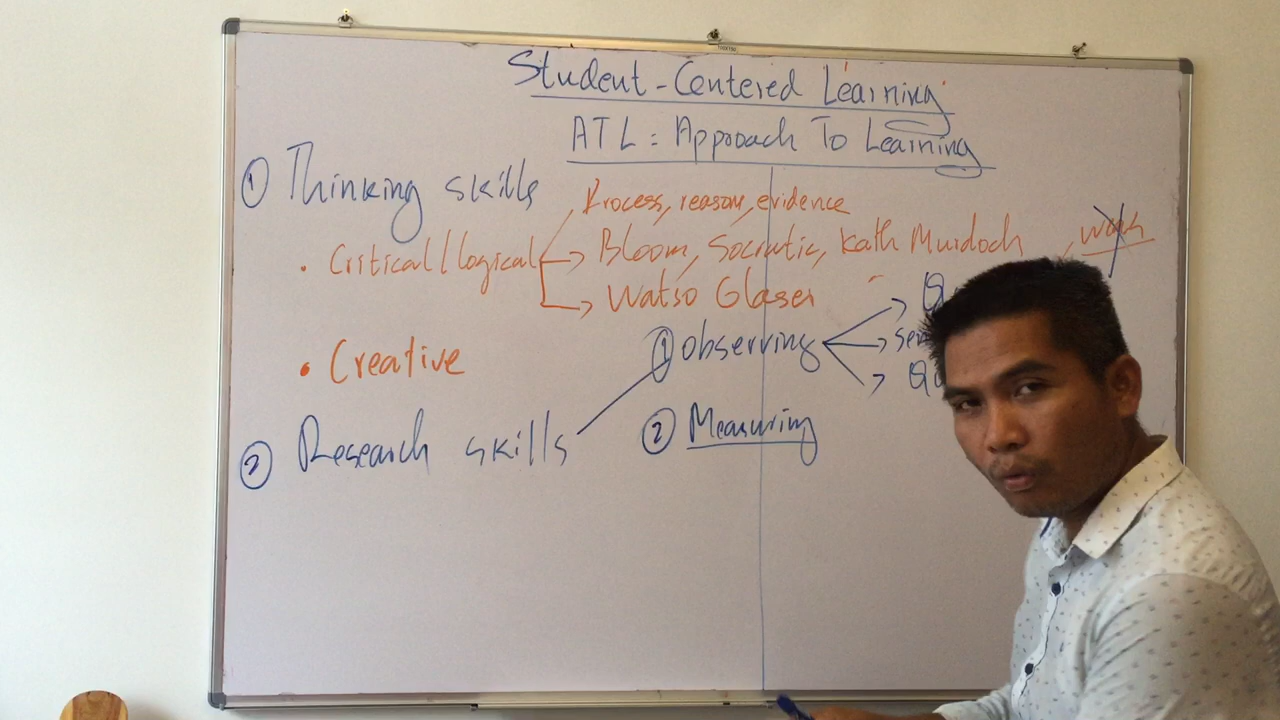 Student-Centered Learning
ATL: Approach To Learning
① Thinking skills
Process, reason, evidence
• Critical/logical → Bloom, Socratic, Kath Murdoch
→ Watso Glaser
• Creative
① Observing
② Research skills
② Measuring